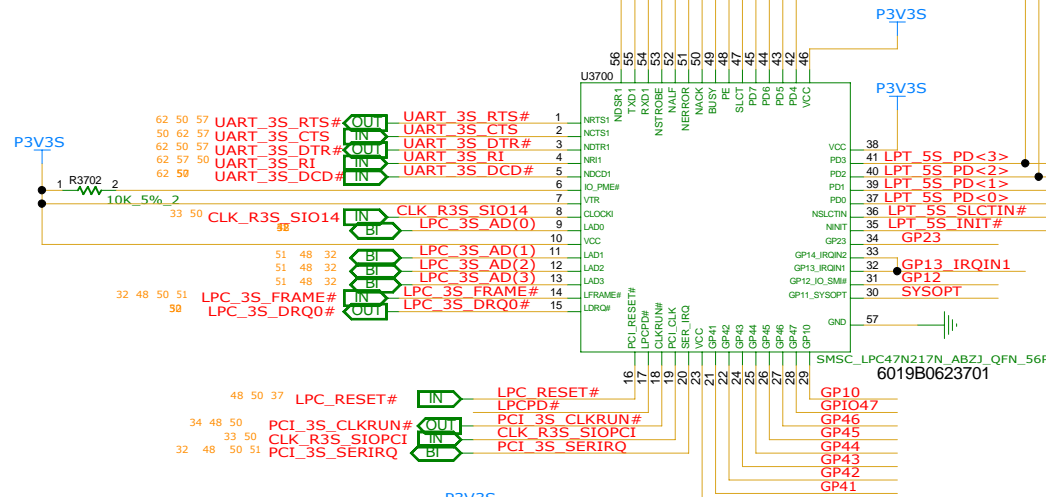 P3V3S
56 55 54 53 52 51 50 49 48 47 45 44 43 42 46
U3700
NDSR1 TXD1 RXD1 NSTROBE NALF NERROR NACK BUSY PE SLCT PD7 PD6 PD5 PD4 VCC
P3V3S
62 50 57 UART_3S_RTS# OUT UART_3S_RTS# 1 NRTS1
50 62 57 UART_3S_CTS IN UART_3S_CTS 2 NCTS1
62 50 57 UART_3S_DTR# OUT UART_3S_DTR# 3 NDTR1
62 57 50 UART_3S_RI IN UART_3S_RI 4 NRI1
62 UART_3S_DCD# IN UART_3S_DCD# 5 NDCD1
P3V3S
1 R3702 2 6 IO_PME#
10K_5%_2 7 VTR
33 50 CLK_R3S_SIO14 IN CLK_R3S_SIO14 8 CLOCKI
BI LPC_3S_AD(0) 9 LAD0
10 VCC
51 48 32 BI LPC_3S_AD(1) 11 LAD1
51 48 32 BI LPC_3S_AD(2) 12 LAD2
51 48 32 BI LPC_3S_AD(3) 13 LAD3
32 48 50 51 LPC_3S_FRAME# IN LPC_3S_FRAME# 14 LFRAME#
LPC_3S_DRQ0# OUT LPC_3S_DRQ0# 15 LDRQ#
VCC 38
PD3 41 LPT_5S_PD<3>
PD2 40 LPT_5S_PD<2>
PD1 39 LPT_5S_PD<1>
PD0 37 LPT_5S_PD<0>
NSLCTIN 36 LPT_5S_SLCTIN#
NINIT 35 LPT_5S_INIT#
GP23 34 GP23
GP14_IRQIN2 33
GP13_IRQIN1 32 GP13_IRQIN1
GP12_IO_SMI# 31 GP12
GP11_SYSOPT 30 SYSOPT
GND 57
PCI_RESET# LPCPD# CLKRUN# PCI_CLK SER_IRQ VCC GP41 GP42 GP43 GP44 GP45 GP46 GP47 GP10
SMSC_LPC47N217N_ABZJ_QFN_56P
6019B0623701
16 17 18 19 20 23 21 22 24 25 26 27 28 29
48 50 37 LPC_RESET# IN LPC_RESET#
LPCPD#
34 48 50 PCI_3S_CLKRUN# OUT PCI_3S_CLKRUN#
33 50 CLK_R3S_SIOPCI IN CLK_R3S_SIOPCI
32 48 50 51 PCI_3S_SERIRQ BI PCI_3S_SERIRQ
GP10
GPIO47
GP46
GP45
GP44
GP43
GP42
GP41
P3V3S